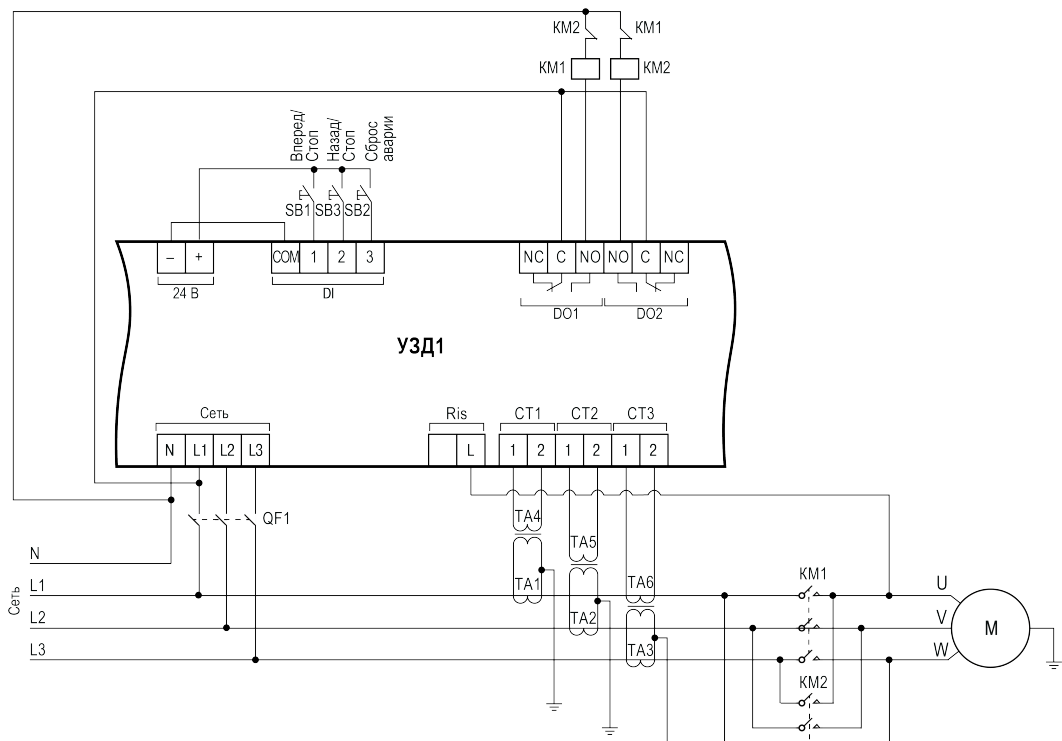 KM2
KM1
KM1
KM2
Вперед/
Стоп
Назад/
Стоп
Сброс
аварии
SB1
SB3
SB2
–
+
COM
1
2
3
NC
C
NO
NO
C
NC
24 В
DI
DO1
DO2
УЗД1
Сеть
Ris
CT1
CT2
CT3
N
L1
L2
L3
L
1
2
1
2
1
2
QF1
TA4
TA5
TA6
TA1
TA2
TA3
N
L1
L2
L3
Сеть
KM1
KM2
U
V
W
M